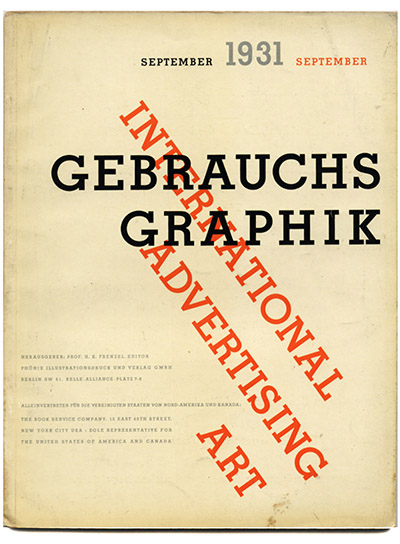 SEPTEMBER 1931 SEPTEMBER
GEBRAUCHS
GRAPHIK
INTERNATIONAL
ADVERTISING
ART
HERAUSGEBER: PROF. H. K. FRENZEL, EDITOR
PHÖNIX ILLUSTRATIONSDRUCK UND VERLAG GMBH
BERLIN SW 61, BELLE-ALLIANCE-PLATZ 7-8
ALLEINVERTRETER FÜR DIE VEREINIGTEN STAATEN VON NORD-AMERIKA UND KANADA:
THE BOOK SERVICE COMPANY, 15 EAST 40TH STREET,
NEW YORK CITY USA · SOLE REPRESENTATIVE FOR
THE UNITED STATES OF AMERICA AND CANADA